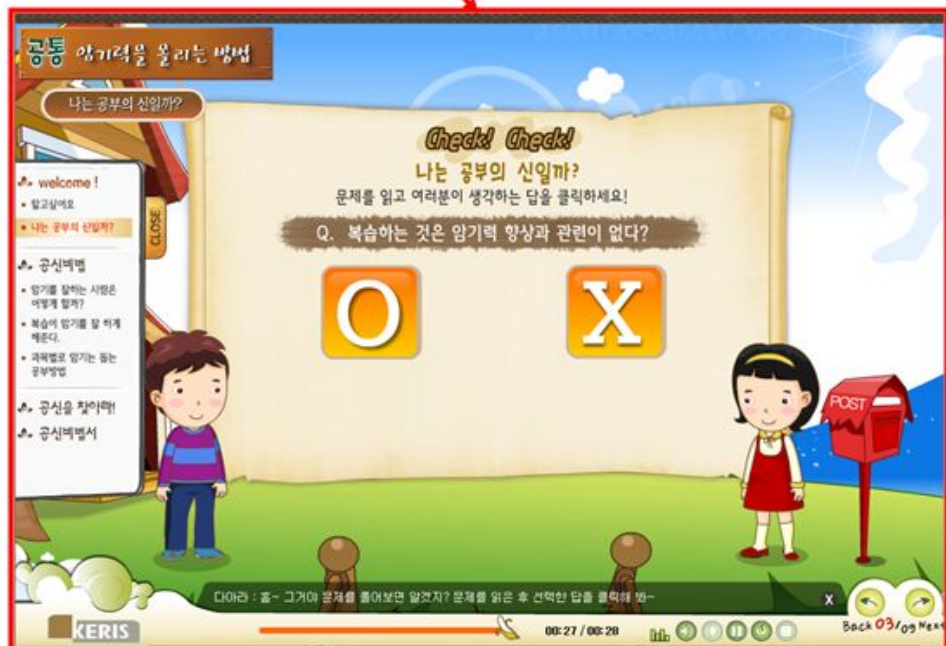 공통 암기력을 올리는 방법
나는 공부의 신일까?
welcome !
알고싶어요
나는 공부의 신일까?
공신비법
암기를 잘하는 사람은
어떻게 할까?
복습이 암기를 잘 하게
해준다.
과목별로 암기는 돕는
공부방법
공신을 찾아라!
공신비법서
CLOSE
Check! Check!
나는 공부의 신일까?
문제를 읽고 여러분이 생각하는 답을 클릭하세요!
Q. 복습하는 것은 암기력 향상과 관련이 없다?
O X
POST
다아라 : 흠~ 그거야 문제를 풀어보면 알겠지? 문제를 읽은 후 선택한 답을 클릭해 봐~
X
KERIS
00:27 / 00:28
Back 03/09 Next